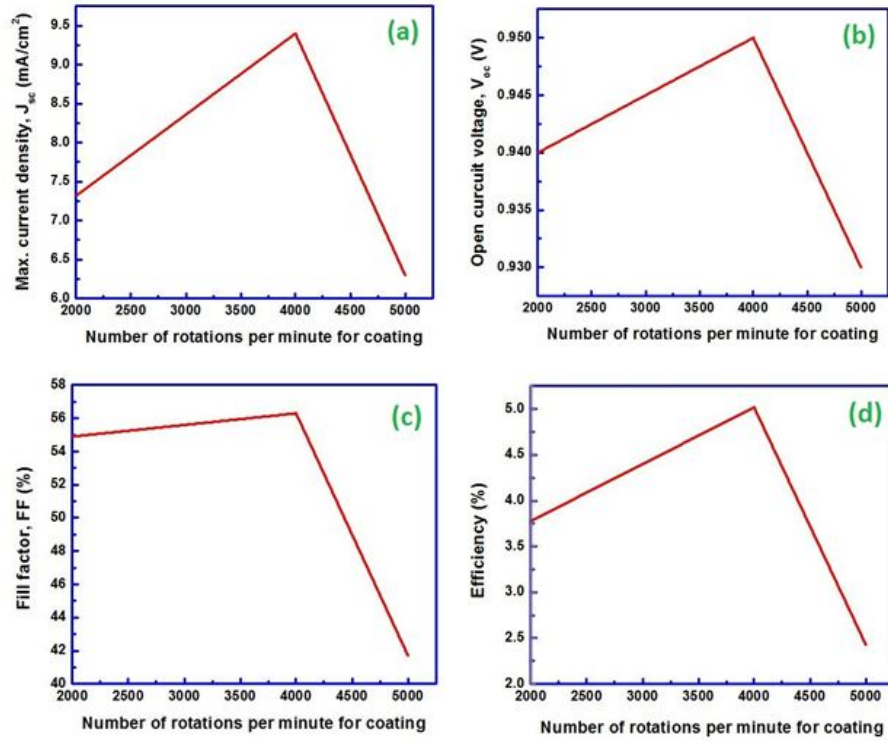 (a)
Max. current density, J_sc (mA/cm²)
9.5
9.0
8.5
8.0
7.5
7.0
6.5
6.0
2000 2500 3000 3500 4000 4500 5000
Number of rotations per minute for coating
(b)
Open curcuit voltage, V_oc (V)
0.950
0.945
0.940
0.935
0.930
2000 2500 3000 3500 4000 4500 5000
Number of rotations per minute for coating
(c)
Fill factor, FF (%)
58
56
54
52
50
48
46
44
42
40
2000 2500 3000 3500 4000 4500 5000
Number of rotations per minute for coating
(d)
Efficiency (%)
5.0
4.5
4.0
3.5
3.0
2.5
2.0
2000 2500 3000 3500 4000 4500 5000
Number of rotations per minute for coating